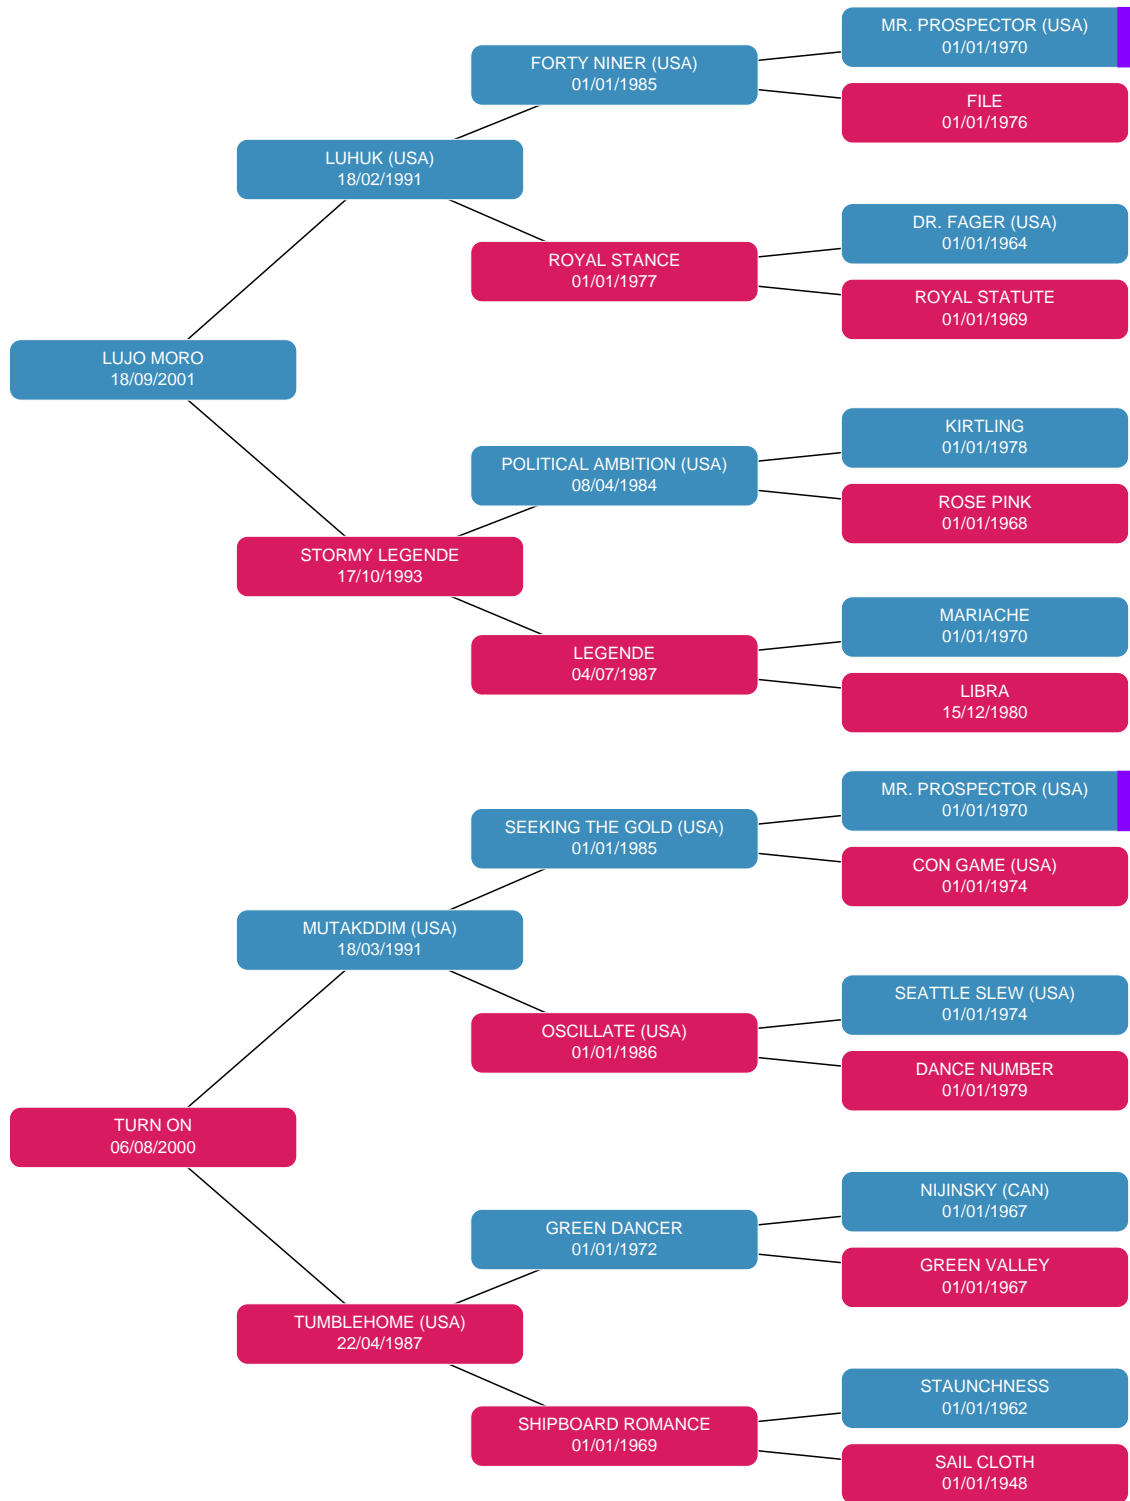 MR. PROSPECTOR (USA)
01/01/1970
FORTY NINER (USA)
01/01/1985
FILE
01/01/1976
LUHUK (USA)
18/02/1991
DR. FAGER (USA)
01/01/1964
ROYAL STANCE
01/01/1977
ROYAL STATUTE
01/01/1969
LUJO MORO
18/09/2001
KIRTLING
01/01/1978
POLITICAL AMBITION (USA)
08/04/1984
ROSE PINK
01/01/1968
STORMY LEGENDE
17/10/1993
MARIACHE
01/01/1970
LEGENDE
04/07/1987
LIBRA
15/12/1980
MR. PROSPECTOR (USA)
01/01/1970
SEEKING THE GOLD (USA)
01/01/1985
CON GAME (USA)
01/01/1974
MUTAKDDIM (USA)
18/03/1991
SEATTLE SLEW (USA)
01/01/1974
OSCILLATE (USA)
01/01/1986
DANCE NUMBER
01/01/1979
TURN ON
06/08/2000
NIJINSKY (CAN)
01/01/1967
GREEN DANCER
01/01/1972
GREEN VALLEY
01/01/1967
TUMBLEHOME (USA)
22/04/1987
STAUNCHNESS
01/01/1962
SHIPBOARD ROMANCE
01/01/1969
SAIL CLOTH
01/01/1948